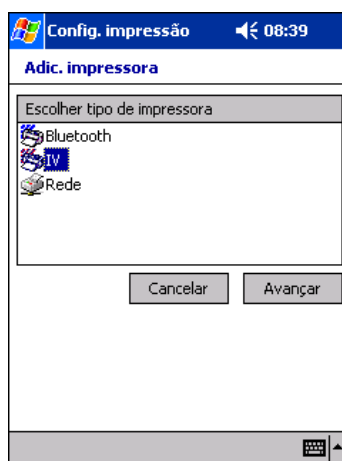 Config. impressão 08:39
Adic. impressora
Escolher tipo de impressora
Bluetooth
IV
Rede
Cancelar Avançar